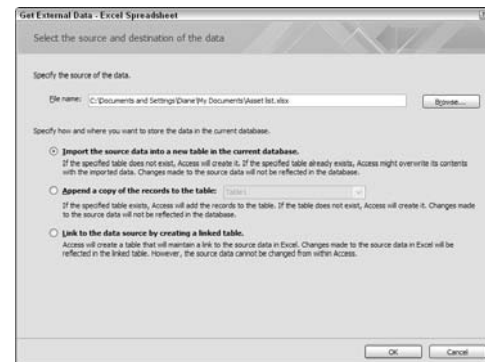 Get External Data - Excel Spreadsheet
Select the source and destination of the data
Specify the source of the data.
File name: C:\Documents and Settings\Diane\My Documents\Asset list.xlsx Browse...
Specify how and where you want to store the data in the current database.
Import the source data into a new table in the current database.
If the specified table does not exist, Access will create it. If the specified table already exists, Access might overwrite its contents
with the imported data. Changes made to the source data will not be reflected in the database.
Append a copy of the records to the table: Table1
If the specified table exists, Access will add the records to the table. If the table does not exist, Access will create it. Changes made
to the source data will not be reflected in the database.
Link to the data source by creating a linked table.
Access will create a table that will maintain a link to the source data in Excel. Changes made to the source data in Excel will be
reflected in the linked table. However, the source data cannot be changed from within Access.
OK Cancel